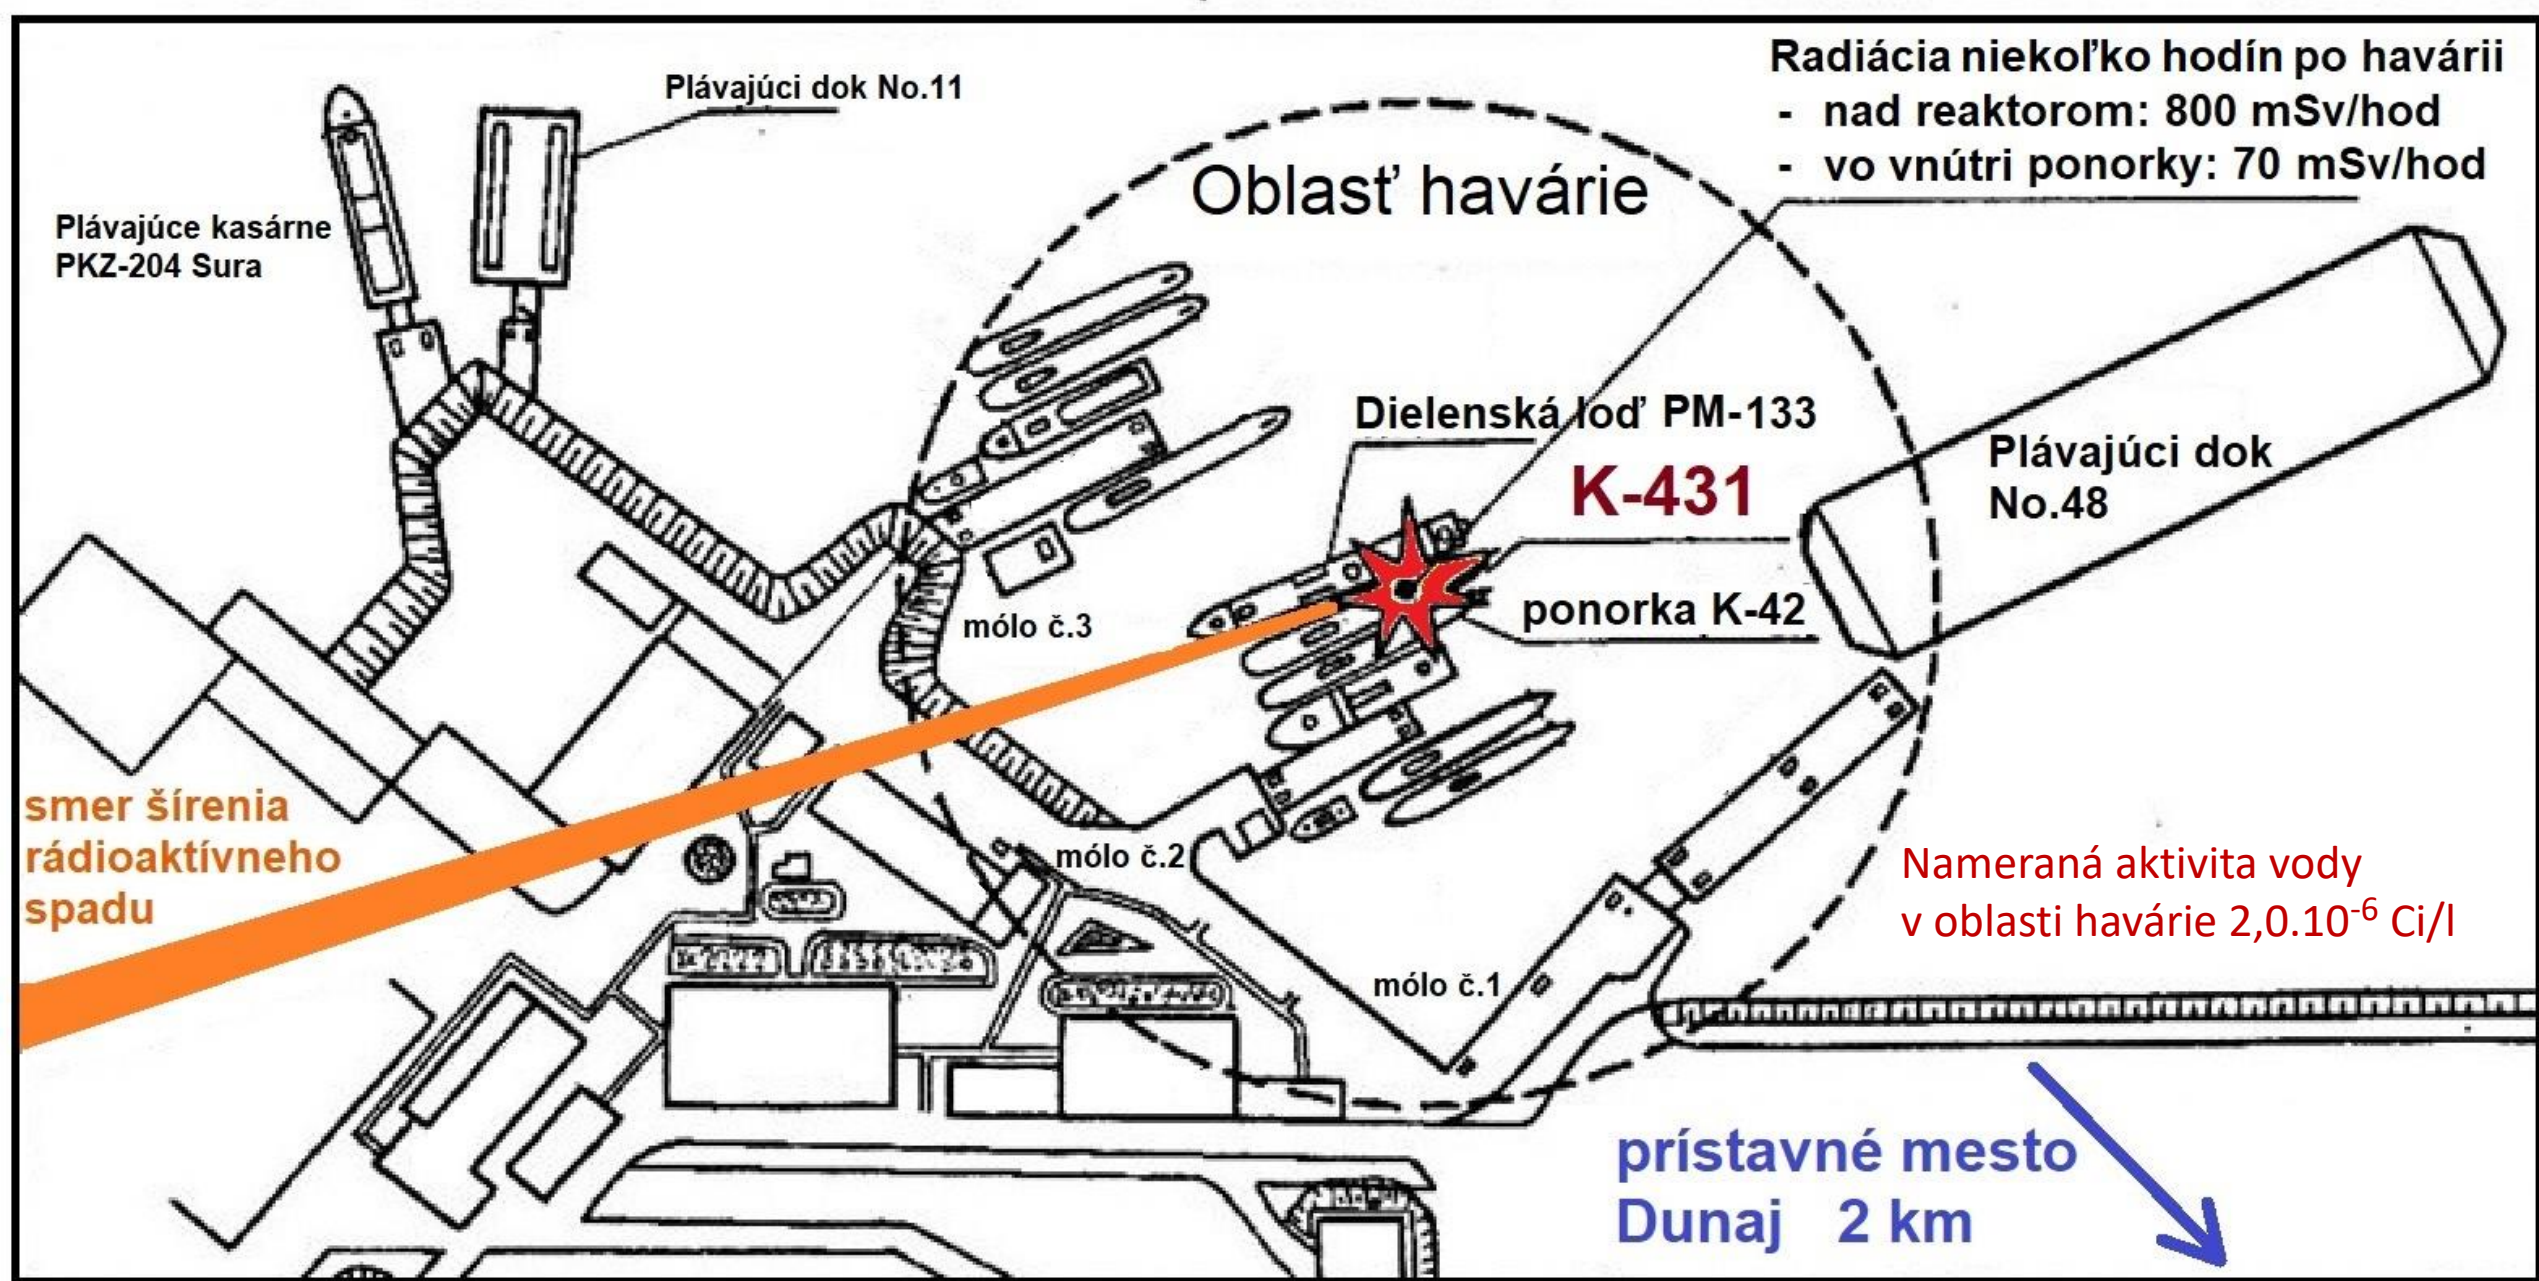 Plávajúci dok No.11
Radiácia niekoľko hodín po havárii
- nad reaktorom: 800 mSv/hod
- vo vnútri ponorky: 70 mSv/hod
Oblasť havárie
Plávajúce kasárne
PKZ-204 Sura
Dielenská loď PM-133
K-431
Plávajúci dok
No.48
ponorka K-42
mólo č.3
smer šírenia
rádioaktívneho
spadu
mólo č.2
Nameraná aktivita vody
v oblasti havárie 2,0.10⁻⁶ Ci/l
mólo č.1
prístavné mesto
Dunaj 2 km